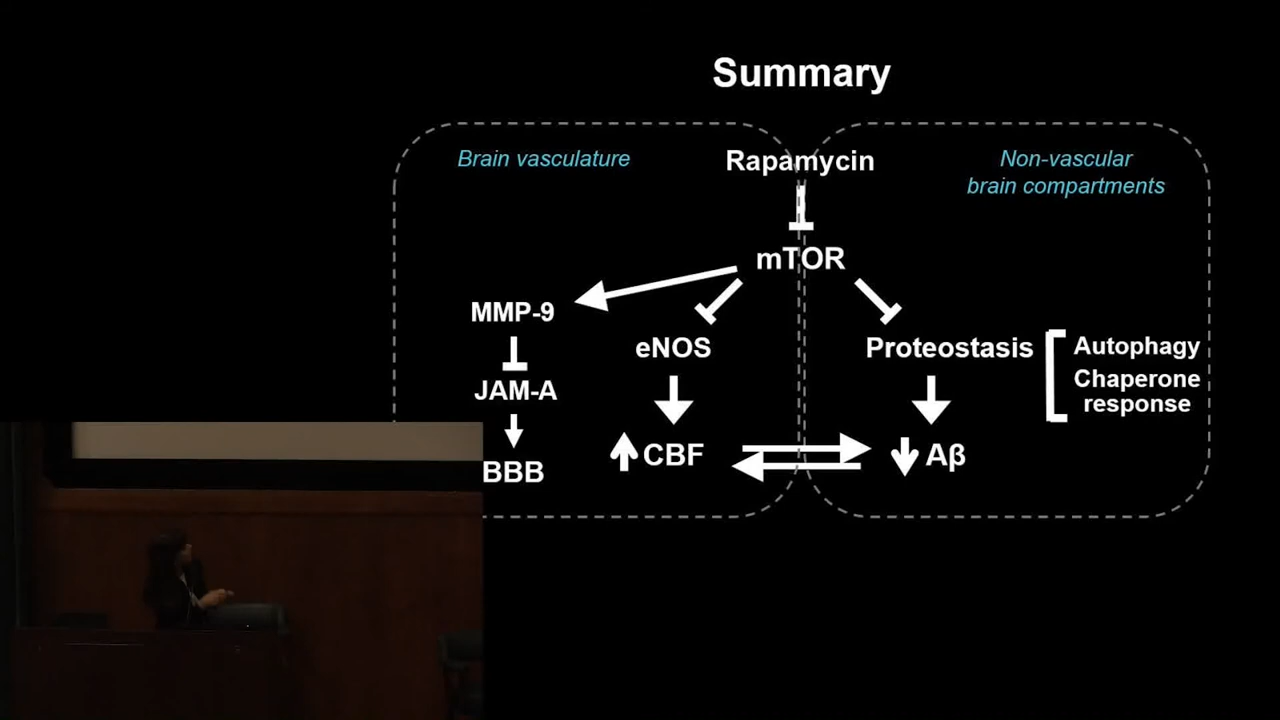 Summary
Brain vasculature
Rapamycin
Non-vascular
brain compartments
mTOR
MMP-9
eNOS
Proteostasis
Autophagy
Chaperone
response
JAM-A
BBB
CBF
Aβ